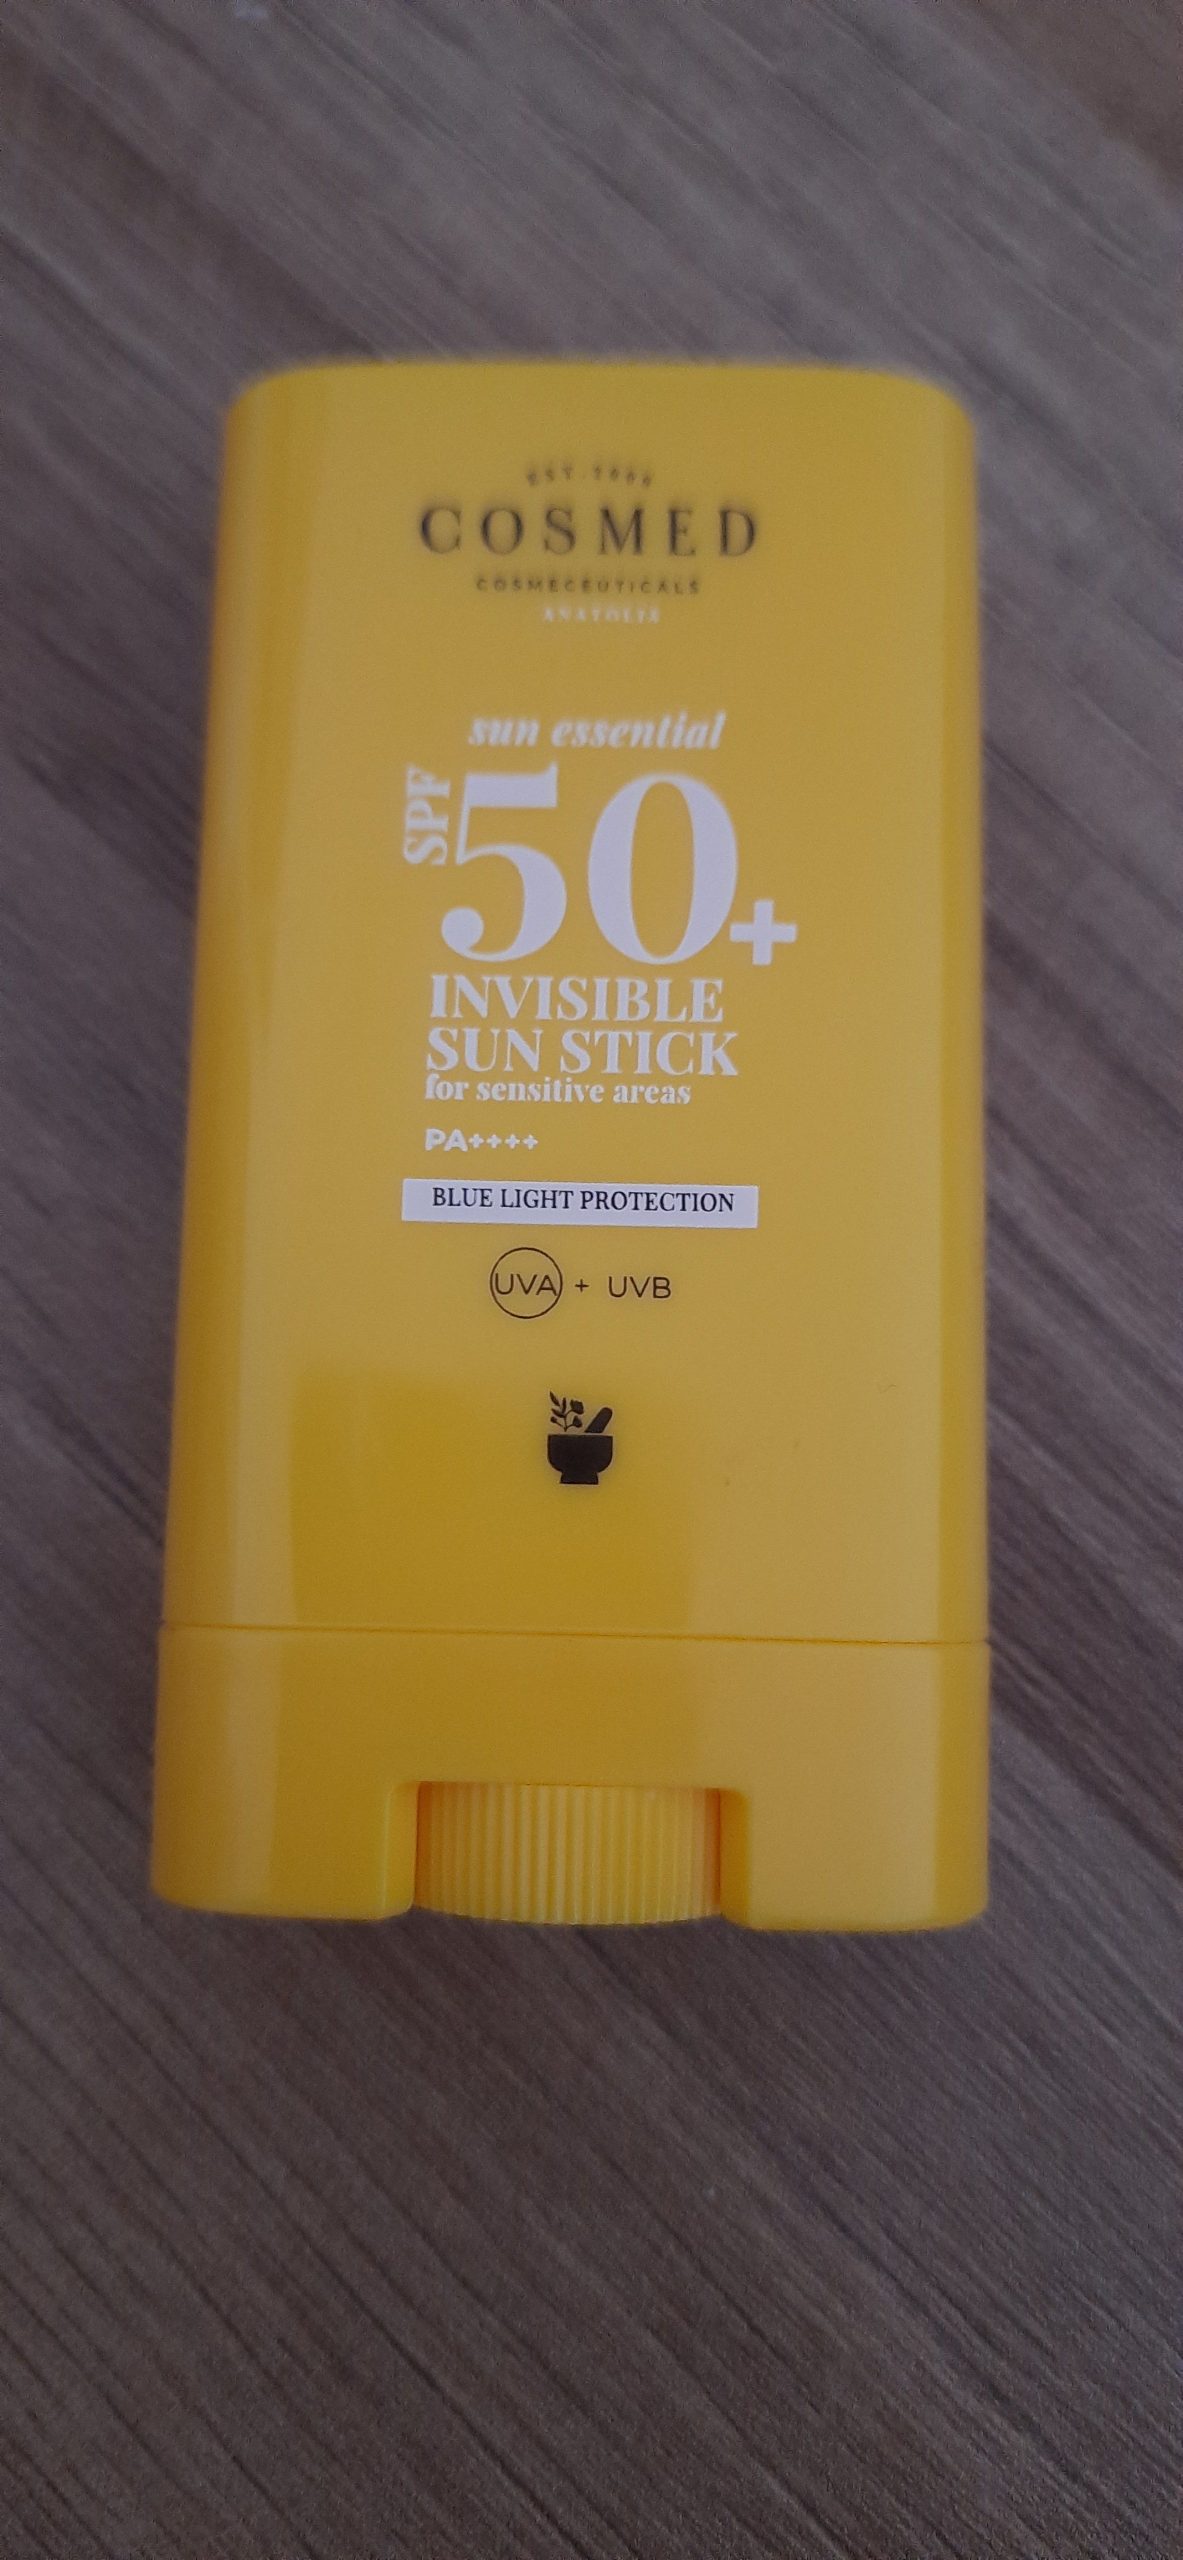 COSMED
COSMECEUTICALS
ANATOLIA
sun essential
SPF 50+
INVISIBLE
SUN STICK
for sensitive areas
PA++++
BLUE LIGHT PROTECTION
UVA + UVB